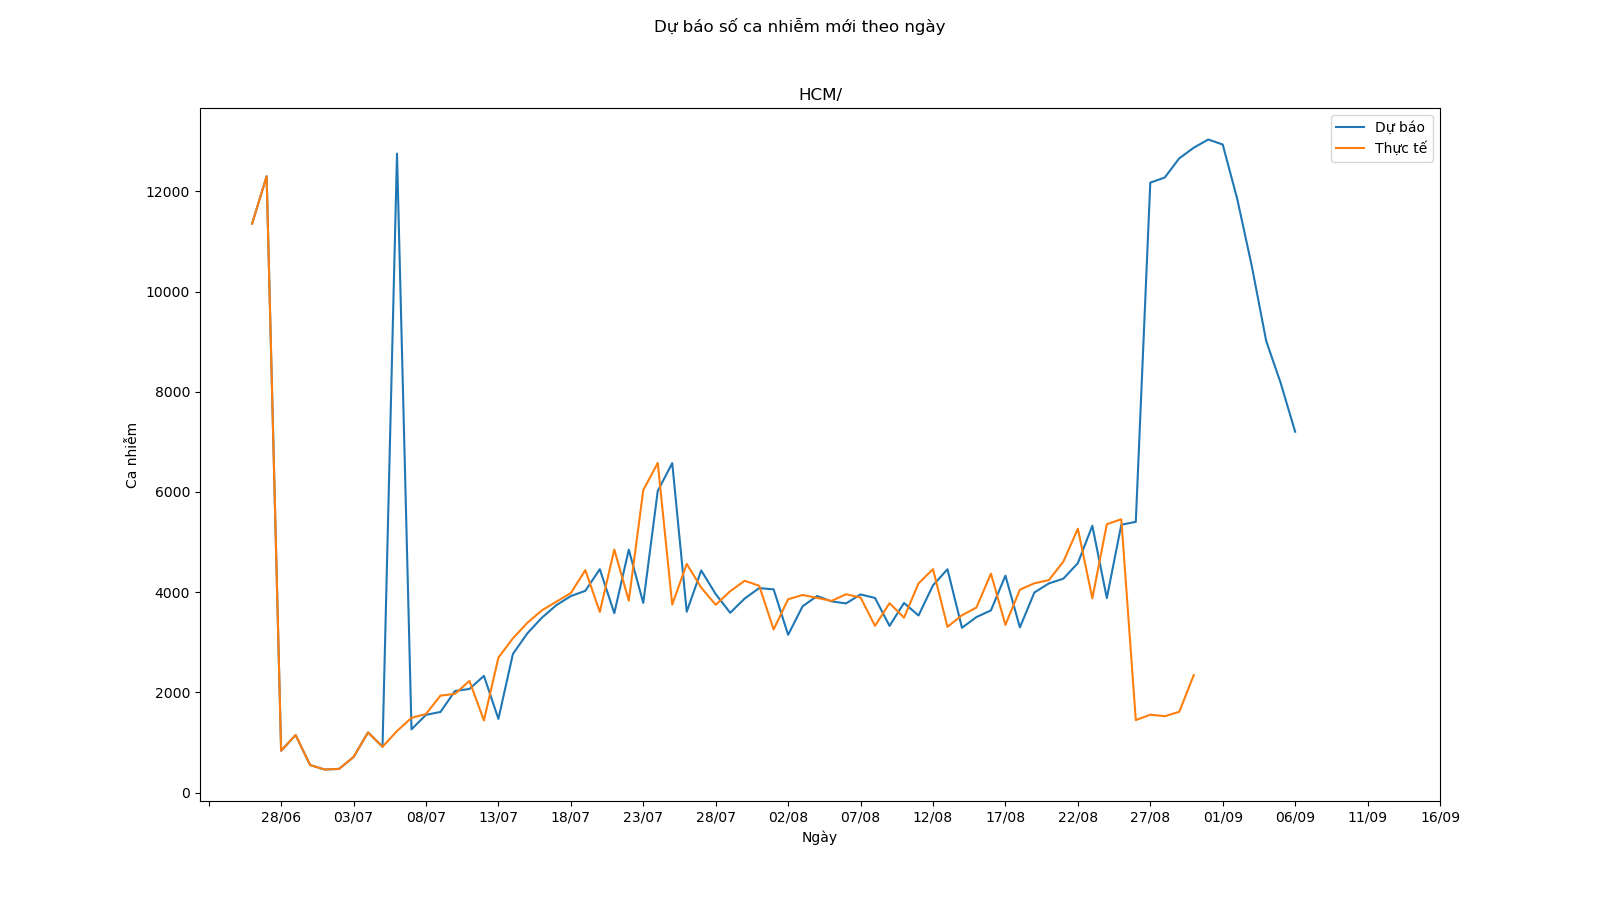 Dự báo số ca nhiễm mới theo ngày
HCM/
Dự báo
Thực tế
12000
10000
8000
6000
4000
2000
0
Ca nhiễm
28/06 03/07 08/07 13/07 18/07 23/07 28/07 02/08 07/08 12/08 17/08 22/08 27/08 01/09 06/09 11/09 16/09
Ngày